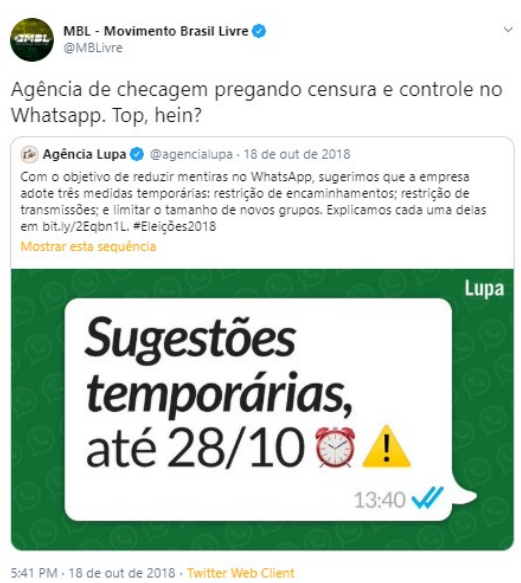 MBL - Movimento Brasil Livre
@MBLivre
Agência de checagem pregando censura e controle no
Whatsapp. Top, hein?
Agência Lupa @agencialupa · 18 de out de 2018
Com o objetivo de reduzir mentiras no WhatsApp, sugerimos que a empresa
adote três medidas temporárias: restrição de encaminhamentos; restrição de
transmissões; e limitar o tamanho de novos grupos. Explicamos cada uma delas
em bit.ly/2Eqbn1L. #Eleições2018
Mostrar esta sequência
Lupa
Sugestões
temporárias,
até 28/10 ⏰⚠
13:40
5:41 PM · 18 de out de 2018 · Twitter Web Client